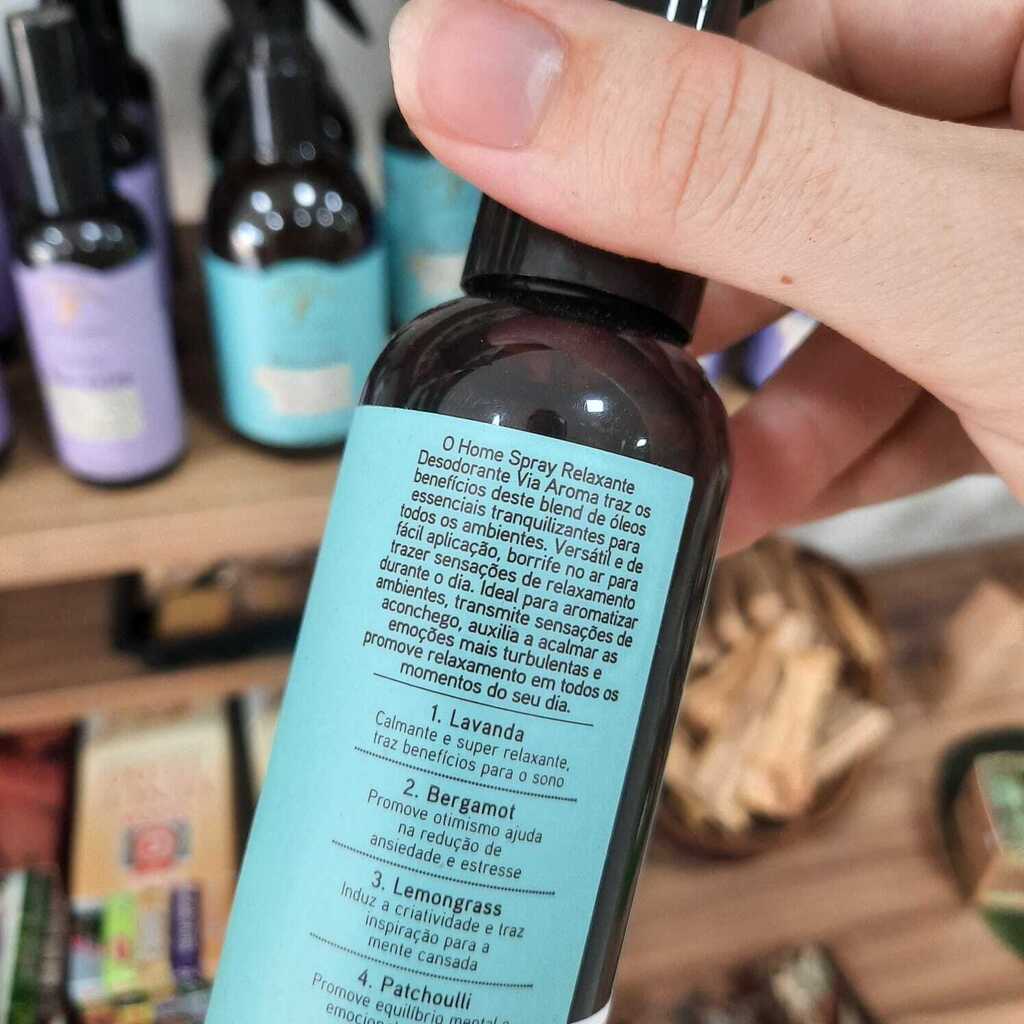 O Home Spray Relaxante
Desodorante Via Aroma traz os
benefícios deste blend de óleos
essenciais tranquilizantes para
todos os ambientes. Versátil e de
fácil aplicação, borrife no ar para
trazer sensações de relaxamento
durante o dia. Ideal para aromatizar
ambientes, transmite sensações de
aconchego, auxilia a acalmar as
emoções mais turbulentas e
promove relaxamento em todos os
momentos do seu dia.
1. Lavanda
Calmante e super relaxante,
traz benefícios para o sono
2. Bergamot
Promove otimismo ajuda
na redução de
ansiedade e estresse
3. Lemongrass
Induz a criatividade e traz
inspiração para a
mente cansada
4. Patchoulli
Promove equilíbrio mental e